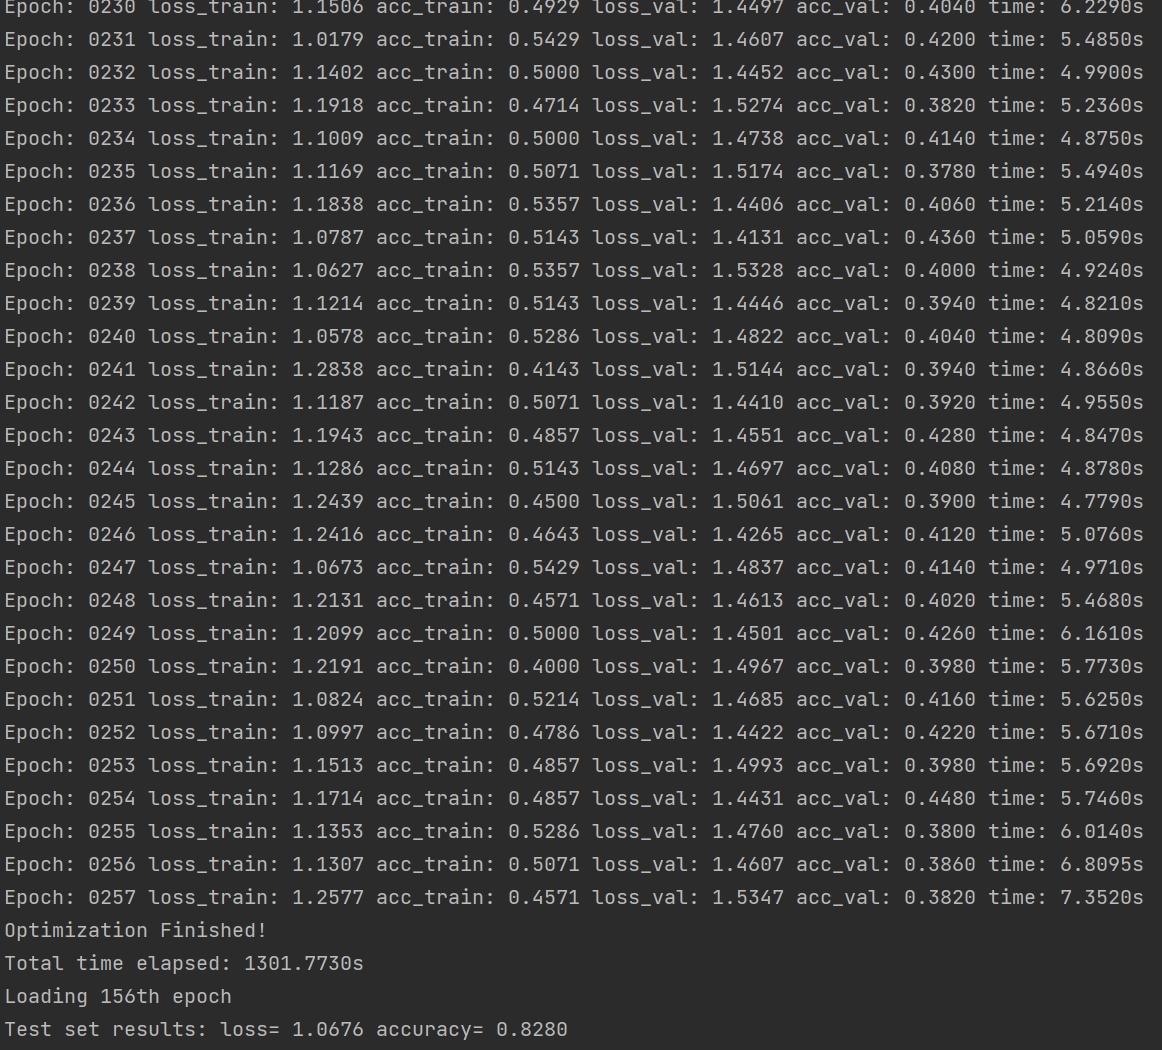 Epoch: 0230 loss_train: 1.1506 acc_train: 0.4929 loss_val: 1.4497 acc_val: 0.4040 time: 6.2290s
Epoch: 0231 loss_train: 1.0179 acc_train: 0.5429 loss_val: 1.4607 acc_val: 0.4200 time: 5.4850s
Epoch: 0232 loss_train: 1.1402 acc_train: 0.5000 loss_val: 1.4452 acc_val: 0.4300 time: 4.9900s
Epoch: 0233 loss_train: 1.1918 acc_train: 0.4714 loss_val: 1.5274 acc_val: 0.3820 time: 5.2360s
Epoch: 0234 loss_train: 1.1009 acc_train: 0.5000 loss_val: 1.4738 acc_val: 0.4140 time: 4.8750s
Epoch: 0235 loss_train: 1.1169 acc_train: 0.5071 loss_val: 1.5174 acc_val: 0.3780 time: 5.4940s
Epoch: 0236 loss_train: 1.1838 acc_train: 0.5357 loss_val: 1.4406 acc_val: 0.4060 time: 5.2140s
Epoch: 0237 loss_train: 1.0787 acc_train: 0.5143 loss_val: 1.4131 acc_val: 0.4360 time: 5.0590s
Epoch: 0238 loss_train: 1.0627 acc_train: 0.5357 loss_val: 1.5328 acc_val: 0.4000 time: 4.9240s
Epoch: 0239 loss_train: 1.1214 acc_train: 0.5143 loss_val: 1.4446 acc_val: 0.3940 time: 4.8210s
Epoch: 0240 loss_train: 1.0578 acc_train: 0.5286 loss_val: 1.4822 acc_val: 0.4040 time: 4.8090s
Epoch: 0241 loss_train: 1.2838 acc_train: 0.4143 loss_val: 1.5144 acc_val: 0.3940 time: 4.8660s
Epoch: 0242 loss_train: 1.1187 acc_train: 0.5071 loss_val: 1.4410 acc_val: 0.3920 time: 4.9550s
Epoch: 0243 loss_train: 1.1943 acc_train: 0.4857 loss_val: 1.4551 acc_val: 0.4280 time: 4.8470s
Epoch: 0244 loss_train: 1.1286 acc_train: 0.5143 loss_val: 1.4697 acc_val: 0.4080 time: 4.8780s
Epoch: 0245 loss_train: 1.2439 acc_train: 0.4500 loss_val: 1.5061 acc_val: 0.3900 time: 4.7790s
Epoch: 0246 loss_train: 1.2416 acc_train: 0.4643 loss_val: 1.4265 acc_val: 0.4120 time: 5.0760s
Epoch: 0247 loss_train: 1.0673 acc_train: 0.5429 loss_val: 1.4837 acc_val: 0.4140 time: 4.9710s
Epoch: 0248 loss_train: 1.2131 acc_train: 0.4571 loss_val: 1.4613 acc_val: 0.4020 time: 5.4680s
Epoch: 0249 loss_train: 1.2099 acc_train: 0.5000 loss_val: 1.4501 acc_val: 0.4260 time: 6.1610s
Epoch: 0250 loss_train: 1.2191 acc_train: 0.4000 loss_val: 1.4967 acc_val: 0.3980 time: 5.7730s
Epoch: 0251 loss_train: 1.0824 acc_train: 0.5214 loss_val: 1.4685 acc_val: 0.4160 time: 5.6250s
Epoch: 0252 loss_train: 1.0997 acc_train: 0.4786 loss_val: 1.4422 acc_val: 0.4220 time: 5.6710s
Epoch: 0253 loss_train: 1.1513 acc_train: 0.4857 loss_val: 1.4993 acc_val: 0.3980 time: 5.6920s
Epoch: 0254 loss_train: 1.1714 acc_train: 0.4857 loss_val: 1.4431 acc_val: 0.4480 time: 5.7460s
Epoch: 0255 loss_train: 1.1353 acc_train: 0.5286 loss_val: 1.4760 acc_val: 0.3800 time: 6.0140s
Epoch: 0256 loss_train: 1.1307 acc_train: 0.5071 loss_val: 1.4607 acc_val: 0.3860 time: 6.8095s
Epoch: 0257 loss_train: 1.2577 acc_train: 0.4571 loss_val: 1.5347 acc_val: 0.3820 time: 7.3520s
Optimization Finished!
Total time elapsed: 1301.7730s
Loading 156th epoch
Test set results: loss= 1.0676 accuracy= 0.8280